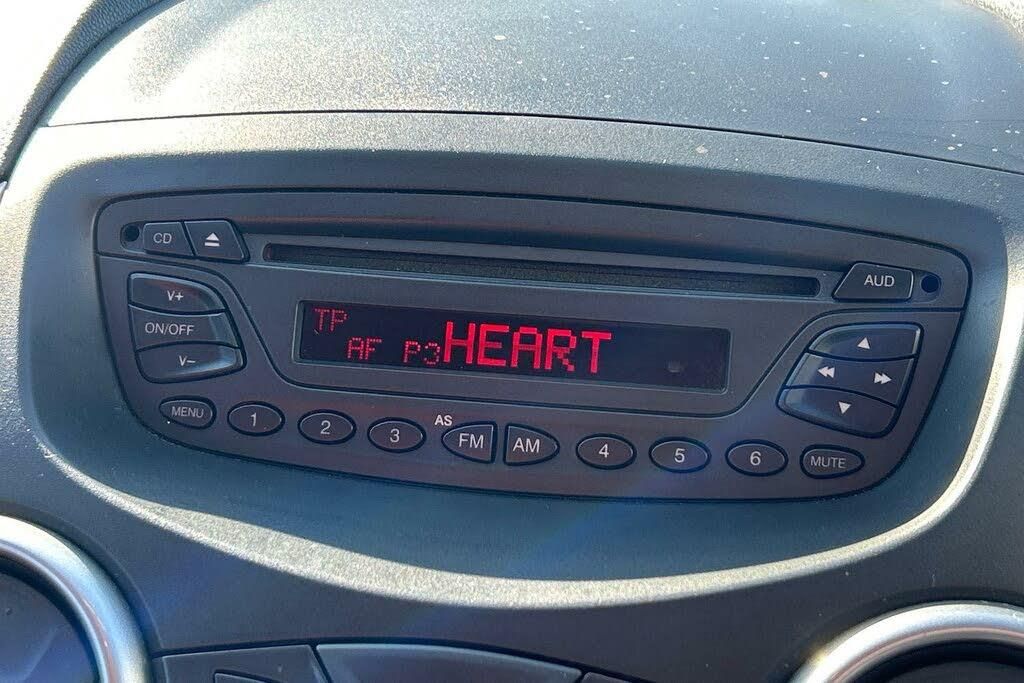 CD
AUD
V+
ON/OFF
V-
TP
AF P3 HEART
MENU 1 2 3 AS FM AM 4 5 6 MUTE